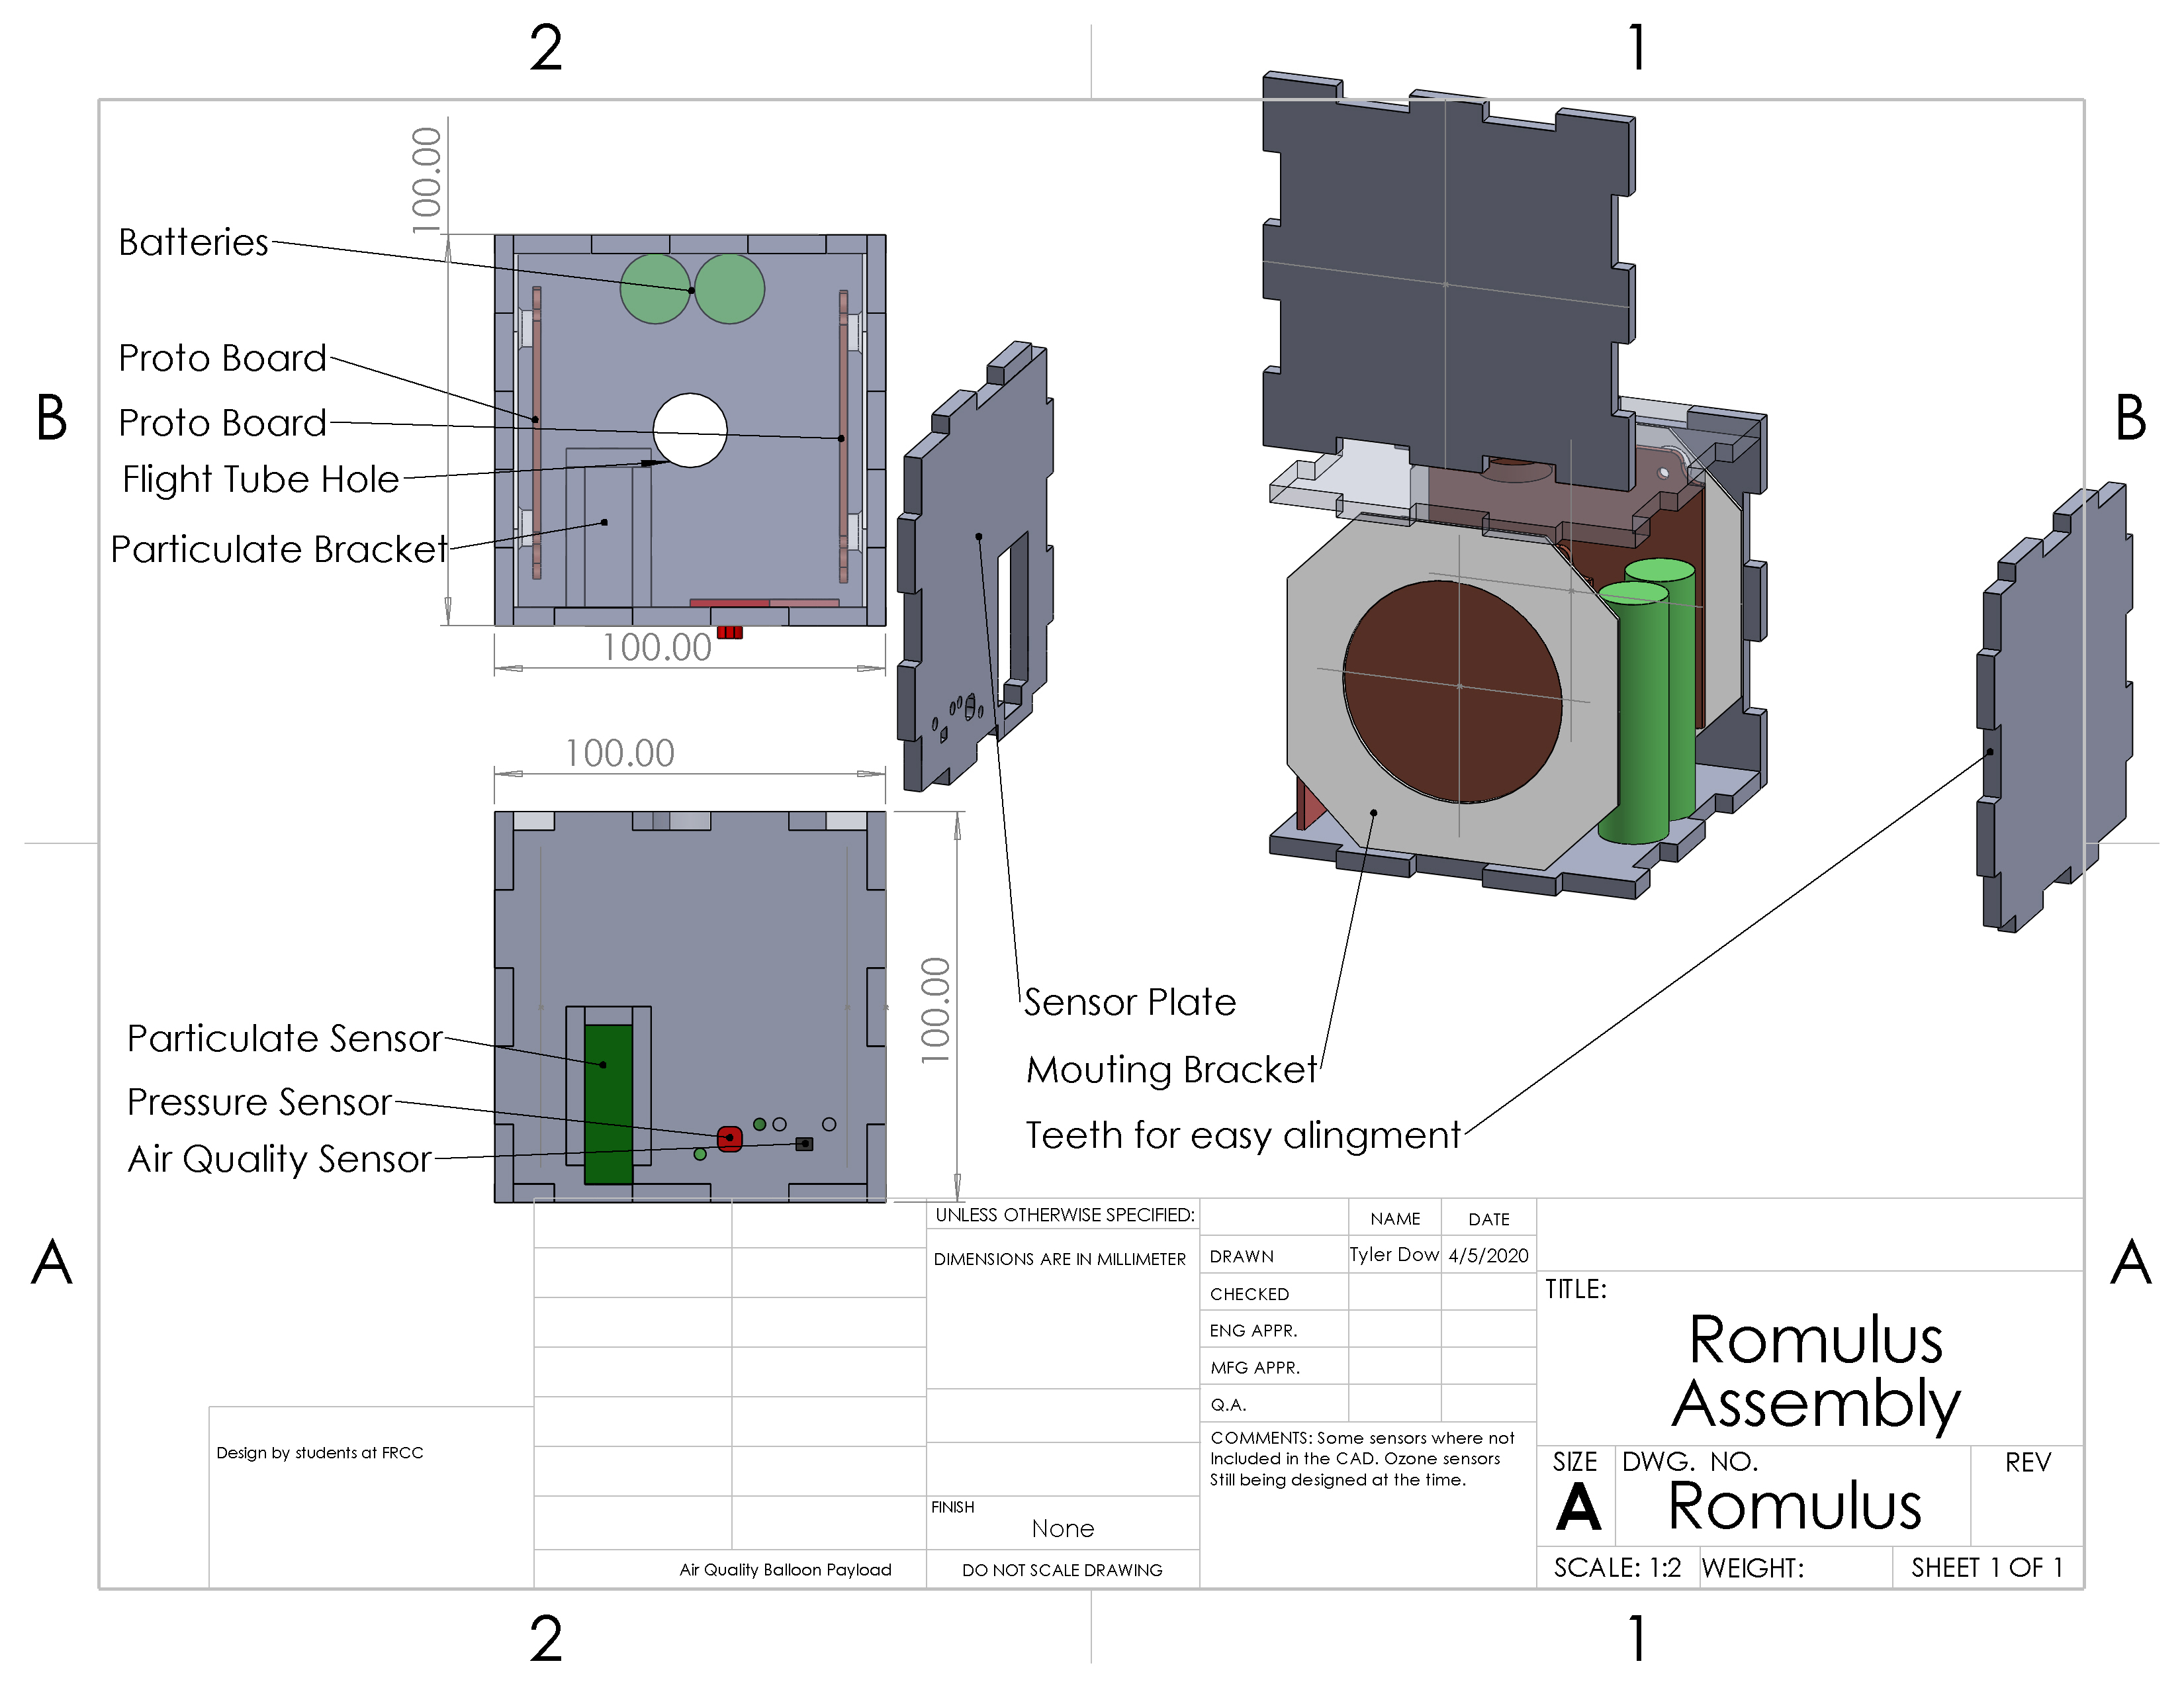 2
1
100.00
Batteries
Proto Board
Proto Board
Flight Tube Hole
Particulate Bracket
B
B
100.00
100.00
100.00
Particulate Sensor
Pressure Sensor
Air Quality Sensor
Sensor Plate
Mouting Bracket
Teeth for easy alingment
A
A
UNLESS OTHERWISE SPECIFIED:
DIMENSIONS ARE IN MILLIMETER
NAME
DATE
DRAWN
Tyler Dow
4/5/2020
CHECKED
ENG APPR.
MFG APPR.
Q.A.
COMMENTS: Some sensors where not
Included in the CAD. Ozone sensors
Still being designed at the time.
TITLE:
Romulus
Assembly
SIZE
A
DWG. NO.
Romulus
REV
SCALE: 1:2
WEIGHT:
SHEET 1 OF 1
Design by students at FRCC
FINISH
None
Air Quality Balloon Payload
DO NOT SCALE DRAWING
2
1